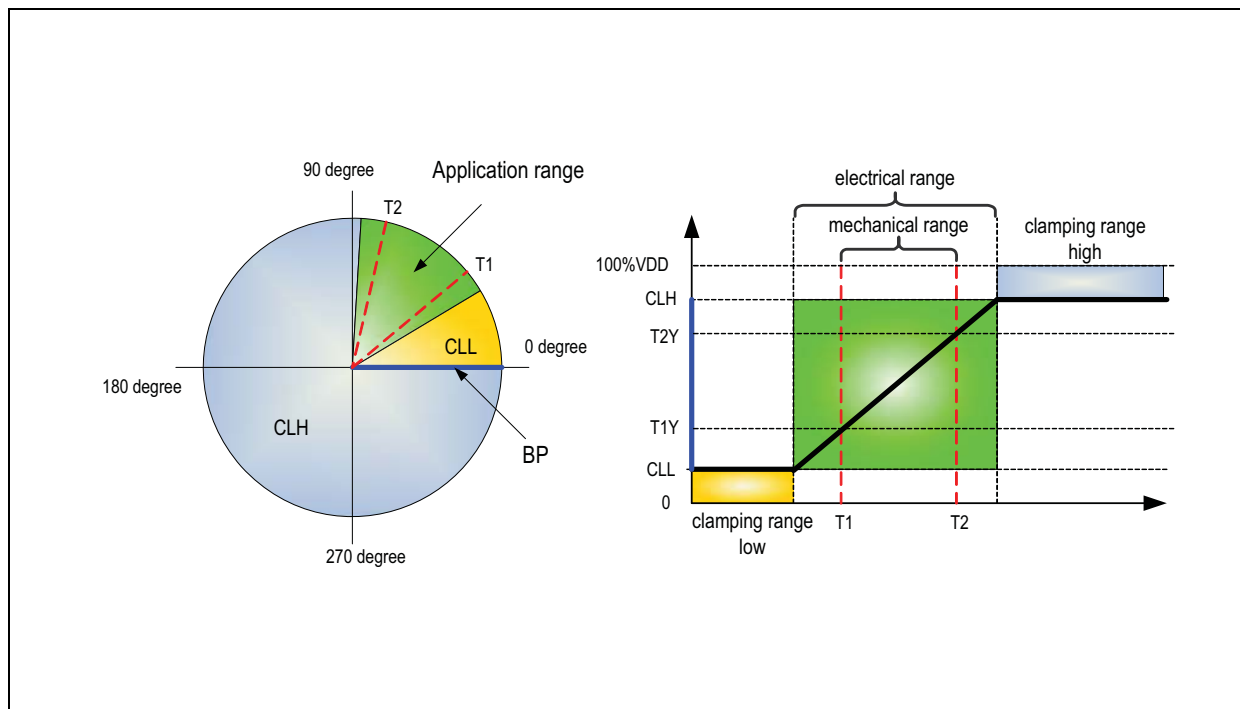 90 degree
Application range
T2
T1
CLL
0 degree
180 degree
CLH
BP
270 degree
electrical range
mechanical range
clamping range
high
100%VDD
CLH
T2Y
T1Y
CLL
0
clamping range
low
T1
T2